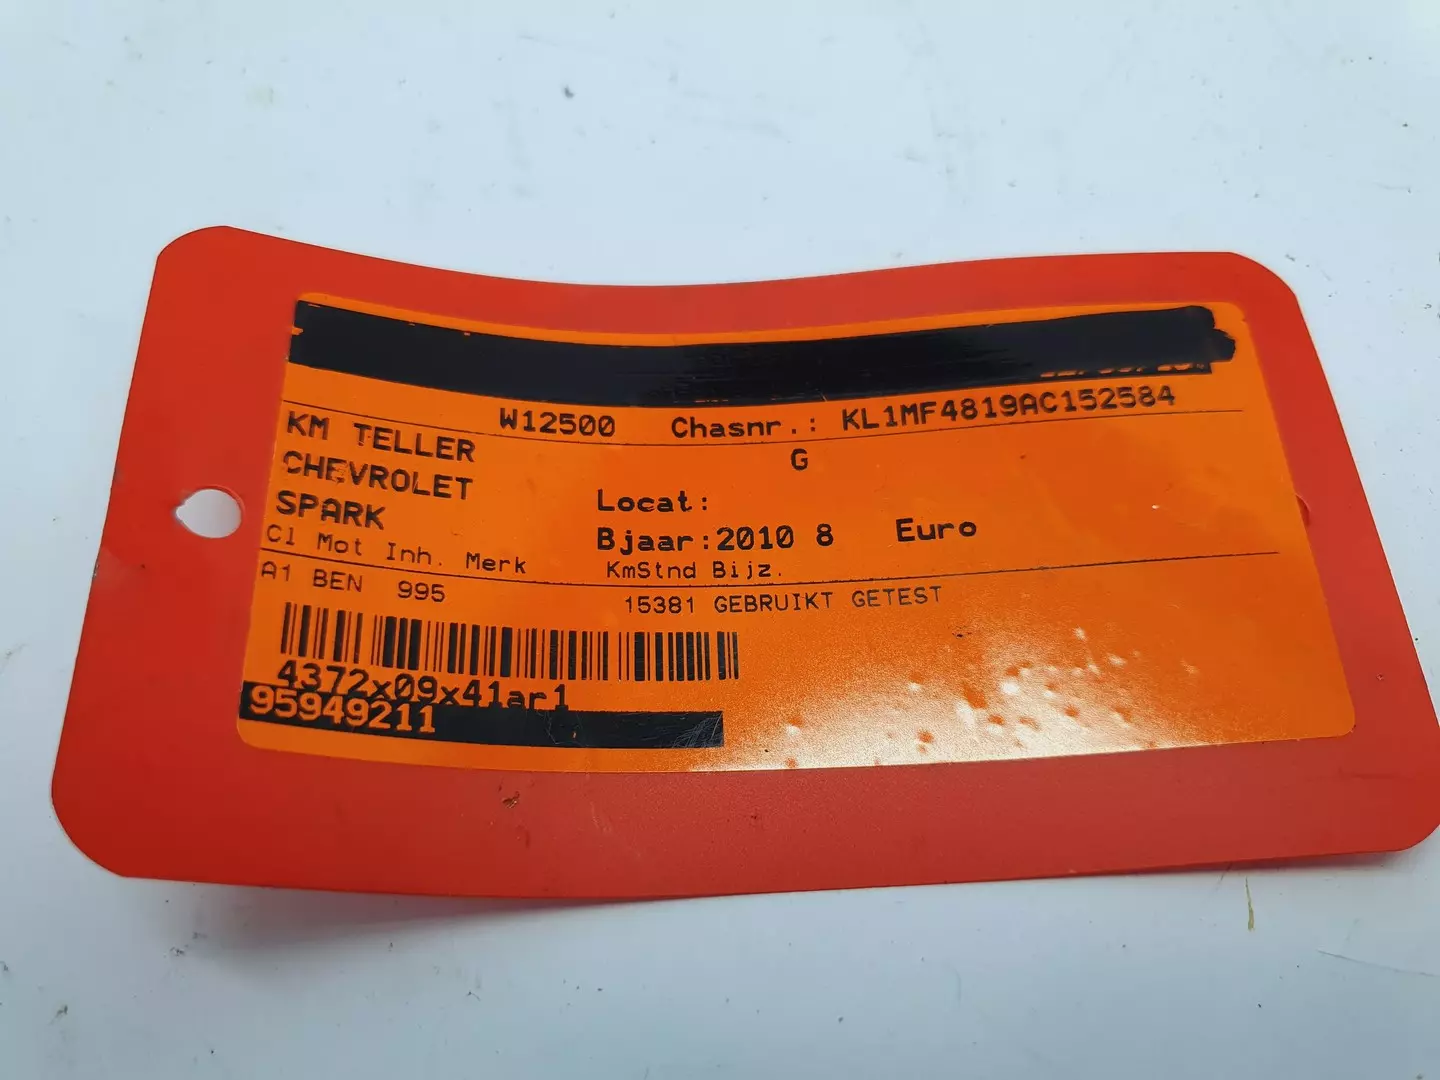 W12500 Chasnr.: KL1MF4819AC152584
KM TELLER G
CHEVROLET Locat:
SPARK Bjaar:2010 8 Euro
Cl Mot Inh. Merk KmStnd Bijz.
A1 BEN 995 15381 GEBRUIKT GETEST
4372x09x41ar1
95949211